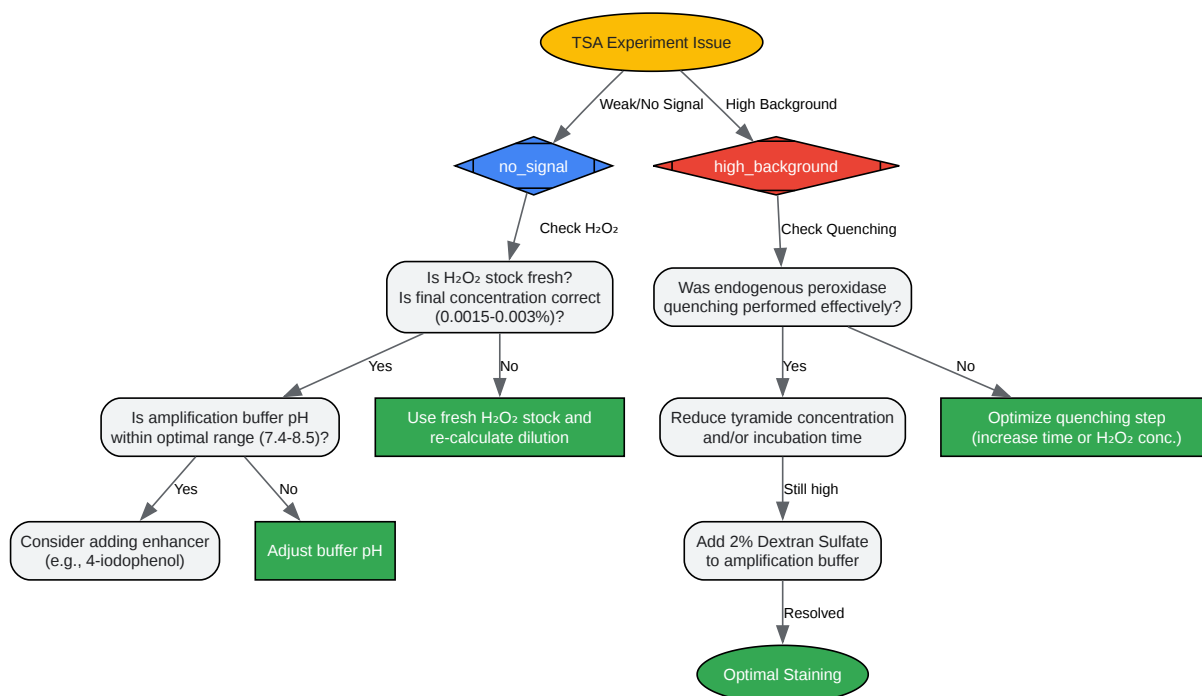 TSA Experiment Issue
Weak/No Signal
High Background
no_signal
high_background
Check H₂O₂
Check Quenching
Is H₂O₂ stock fresh?
Is final concentration correct
(0.0015-0.003%)?
Was endogenous peroxidase
quenching performed effectively?
Yes
No
Yes
No
Is amplification buffer pH
within optimal range (7.4-8.5)?
Use fresh H₂O₂ stock and
re-calculate dilution
Reduce tyramide concentration
and/or incubation time
Optimize quenching step
(increase time or H₂O₂ conc.)
Yes
No
Still high
Consider adding enhancer
(e.g., 4-iodophenol)
Adjust buffer pH
Add 2% Dextran Sulfate
to amplification buffer
Resolved
Optimal Staining